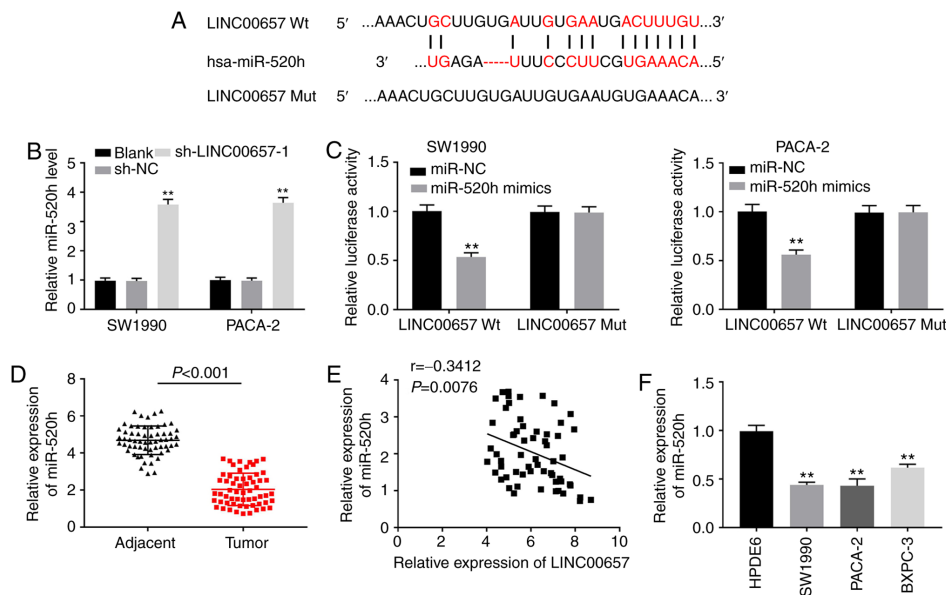 A
LINC00657 Wt 5′ ...AAACUGCUUGUGAUUGUGAAUGACUUUGU...3′
hsa-miR-520h 3′ ...UGAGA-----UUUCCCUUCGUGAAACA...5′
LINC00657 Mut 5′ ...AAACUGCUUGUGAUUGUGAAUGUGAAACA... 3′
B
Blank sh-LINC00657-1
sh-NC
Relative miR-520h level
5
4
3
2
1
0
** **
SW1990 PACA-2
C
SW1990
miR-NC
miR-520h mimics
Relative luciferase activity
1.5
1.0
0.5
0.0
**
LINC00657 Wt LINC00657 Mut
PACA-2
miR-NC
miR-520h mimics
Relative luciferase activity
1.5
1.0
0.5
0.0
**
LINC00657 Wt LINC00657 Mut
D
P<0.001
Relative expression
of miR-520h
8
6
4
2
0
Adjacent Tumor
E
r=−0.3412
P=0.0076
Relative expression
of miR-520h
4
3
2
1
0
0 2 4 6 8 10
Relative expression of LINC00657
F
Relative expression
of miR-520h
1.5
1.0
0.5
0.0
** ** **
HPDE6
SW1990
PACA-2
BXPC-3